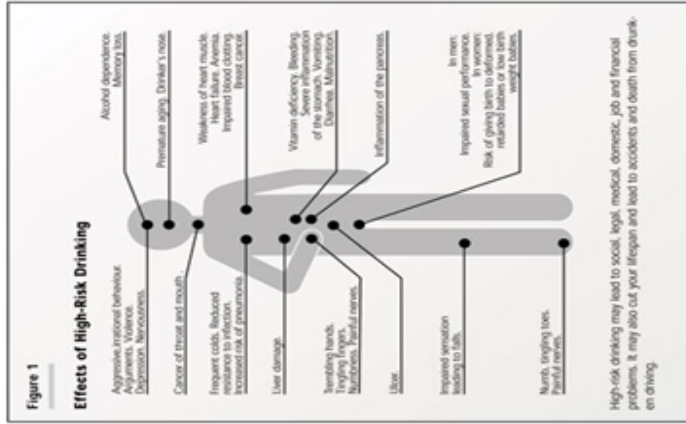 Figure 1
Effects of High-Risk Drinking
Aggressive, irrational behaviour.
Arguments. Violence.
Depression. Nervousness.
Cancer of throat and mouth.
Frequent colds. Reduced
resistance to infection.
Increased risk of pneumonia.
Liver damage.
Trembling hands.
Tingling fingers.
Numbness. Painful nerves.
Ulcer.
Impaired sensation
leading to falls.
Numb, tingling toes.
Painful nerves.
Alcohol dependence.
Memory loss.
Premature aging. Drinker's nose.
Weakness of heart muscle.
Heart failure. Anemia.
Impaired blood clotting.
Breast cancer.
Vitamin deficiency. Bleeding.
Severe inflammation
of the stomach. Vomiting.
Diarrhea. Malnutrition.
Inflammation of the pancreas.
In men:
Impaired sexual performance.
In women:
Risk of giving birth to deformed,
retarded babies or low birth
weight babies.
High-risk drinking may lead to social, legal, medical, domestic, job and financial
problems. It may also cut your lifespan and lead to accidents and death from drunk-
en driving.